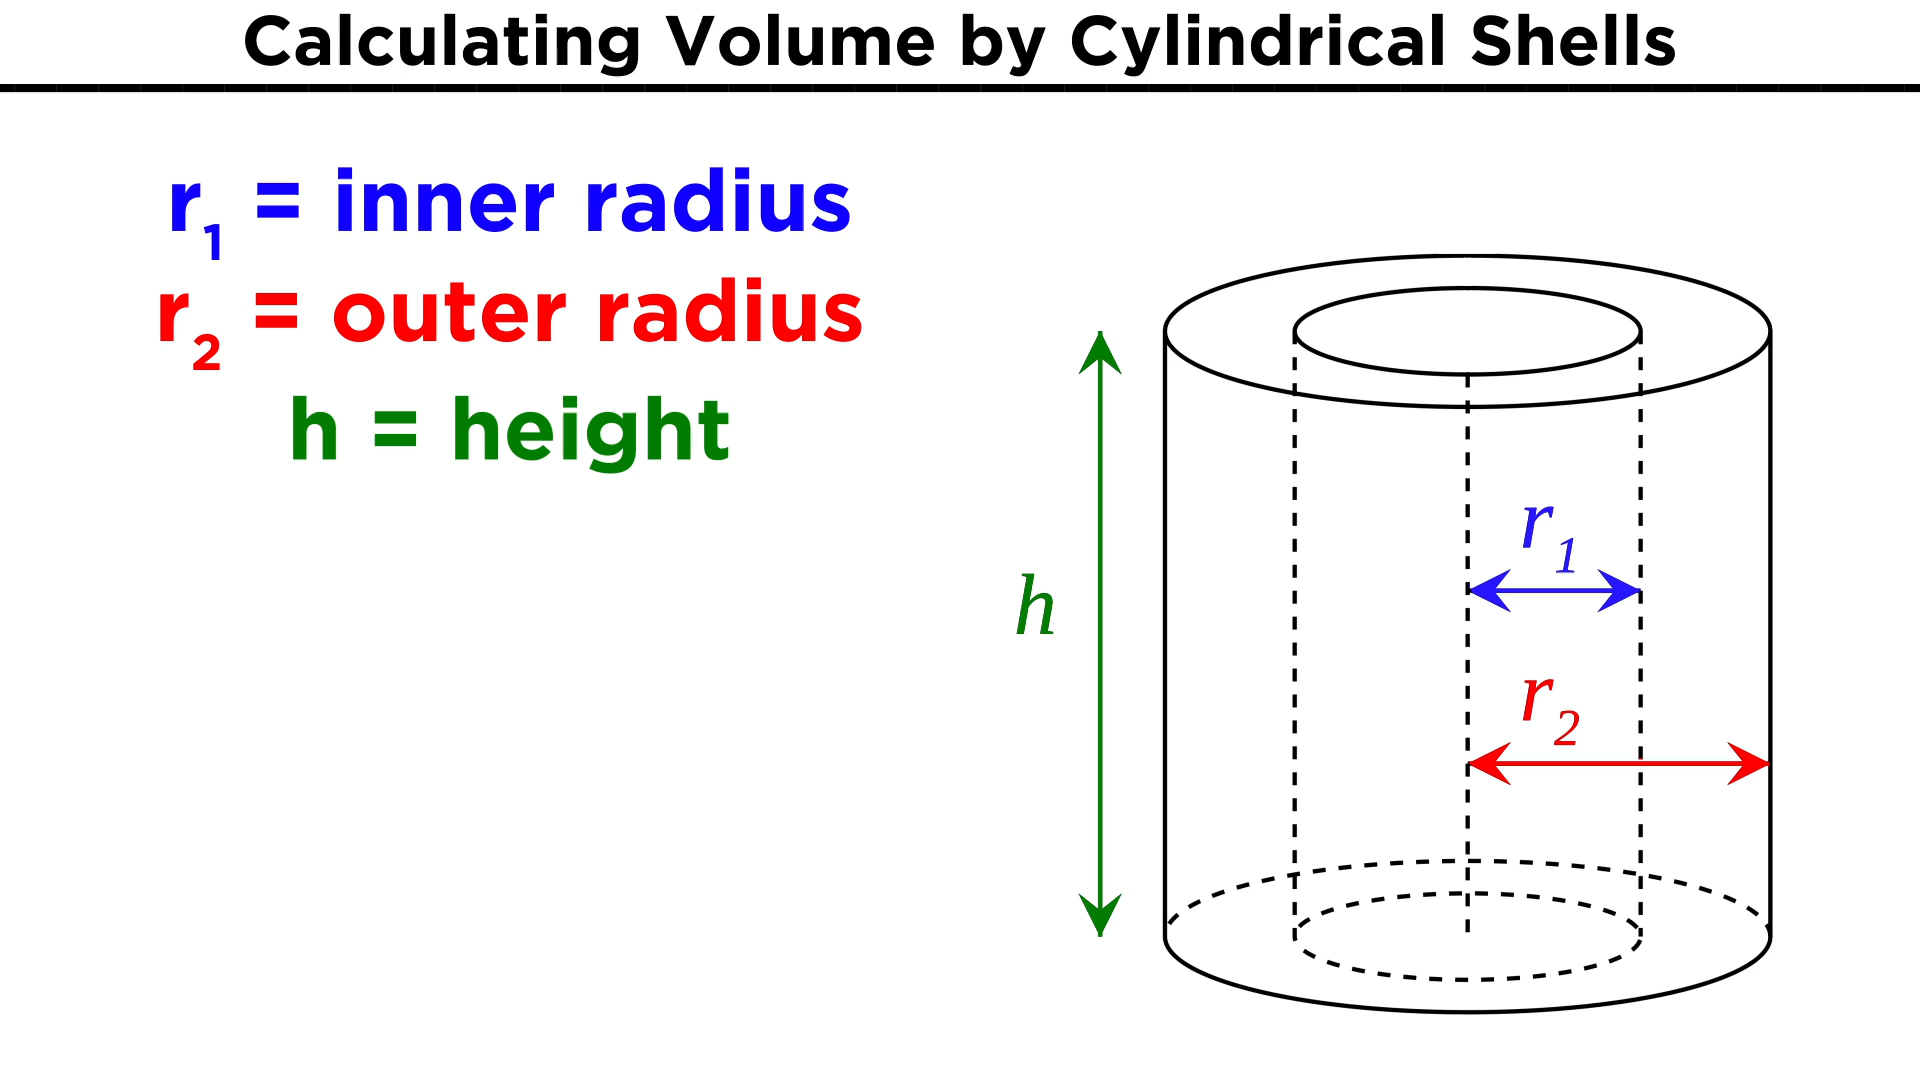 Calculating Volume by Cylindrical Shells
r₁ = inner radius
r₂ = outer radius
h = height
h
r₁
r₂